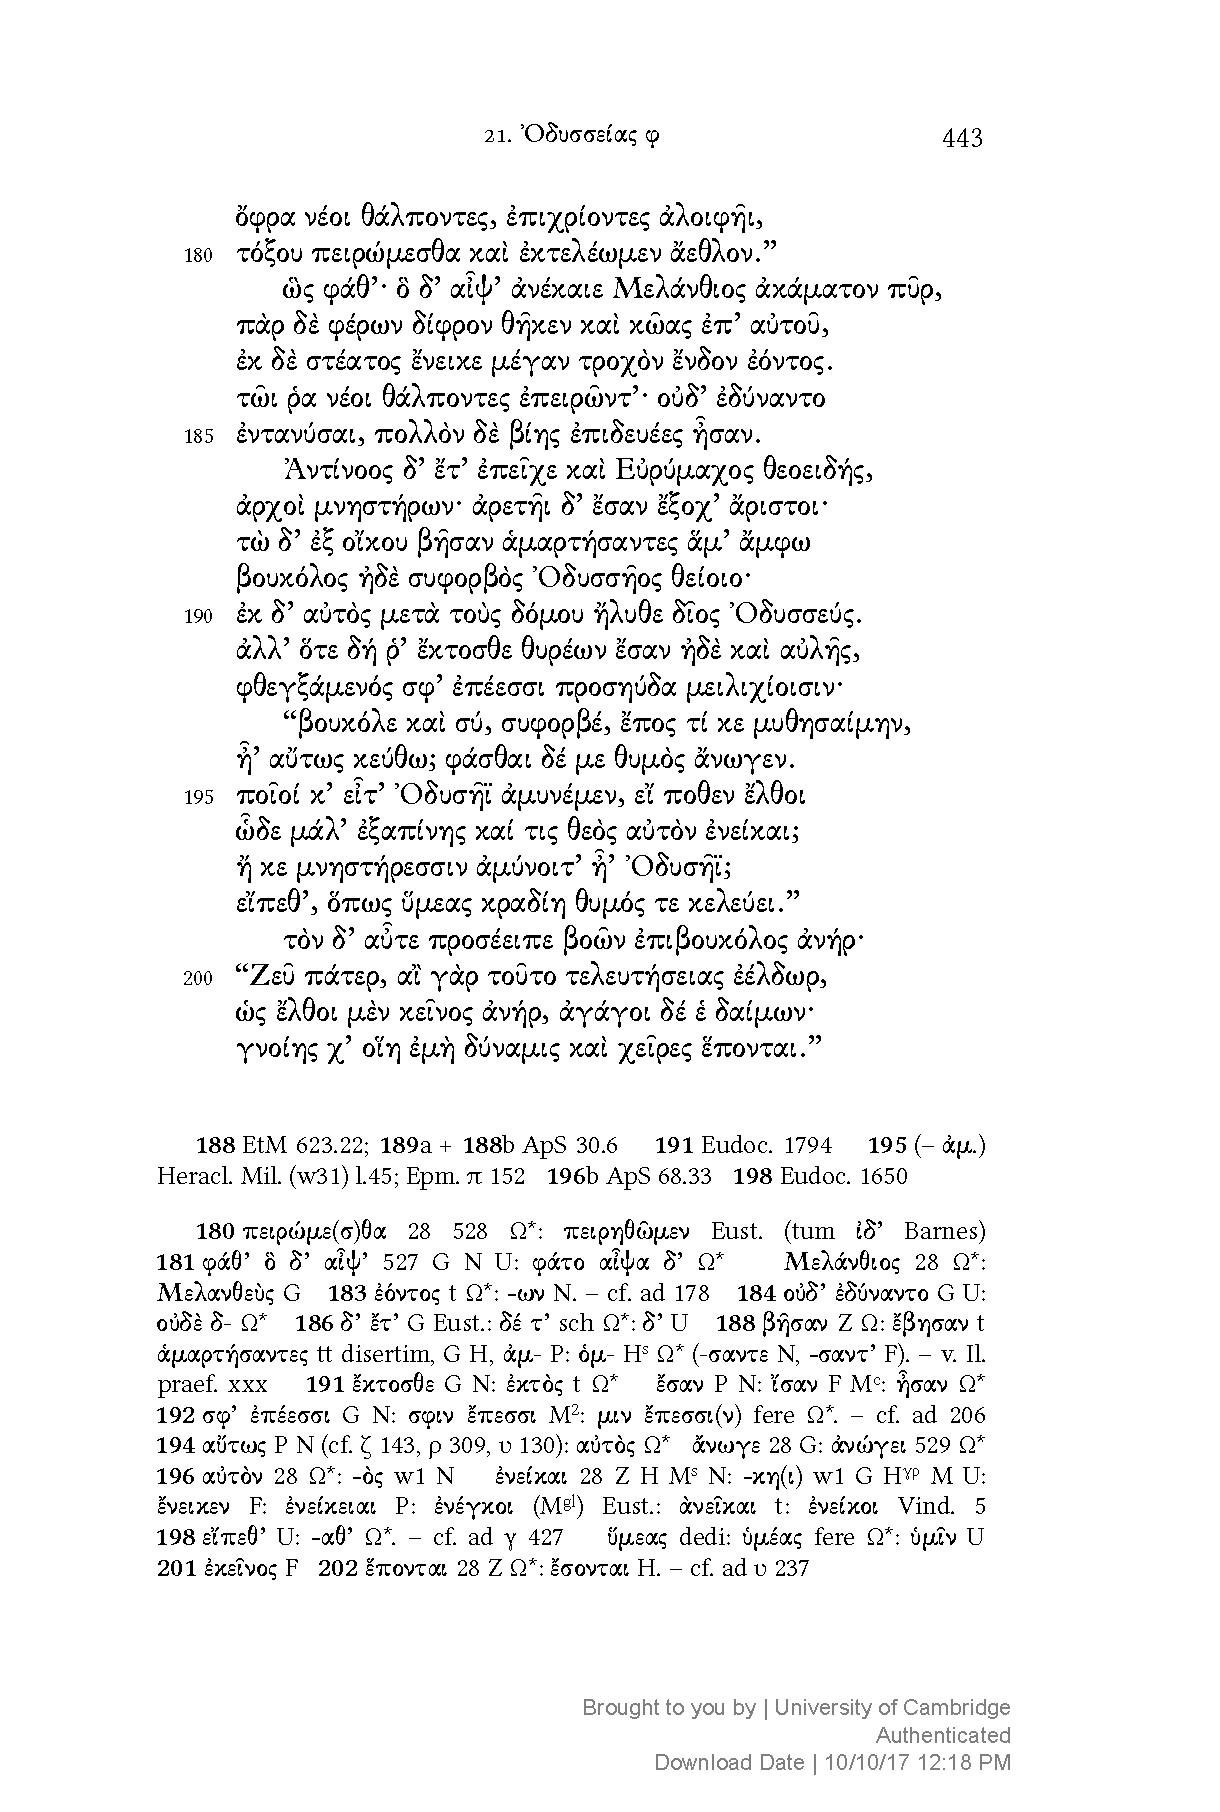 21. Ὀδυσσείας φ 443
ὄφρα νέοι θάλποντες, ἐπιχρίοντες ἀλοιφῆι,
180 τόξου πειρώμεσθα καὶ ἐκτελέωμεν ἄεθλον.”
ὣς φάθ’· ὃ δ’ αἶψ’ ἀνέκαιε Μελάνθιος ἀκάματον πῦρ,
πὰρ δὲ φέρων δίφρον θῆκεν καὶ κῶας ἐπ’ αὐτοῦ,
ἐκ δὲ στέατος ἔνεικε μέγαν τροχὸν ἔνδον ἐόντος.
τῶι ῥα νέοι θάλποντες ἐπειρῶντ’· οὐδ’ ἐδύναντο
185 ἐντανύσαι, πολλὸν δὲ βίης ἐπιδευέες ἦσαν.
Ἀντίνοος δ’ ἔτ’ ἐπεῖχε καὶ Εὐρύμαχος θεοειδής,
ἀρχοὶ μνηστήρων· ἀρετῆι δ’ ἔσαν ἔξοχ’ ἄριστοι·
τὼ δ’ ἐξ οἴκου βῆσαν ἁμαρτήσαντες ἅμ’ ἄμφω
βουκόλος ἠδὲ συφορβὸς Ὀδυσσῆος θείοιο·
190 ἐκ δ’ αὐτὸς μετὰ τοὺς δόμου ἤλυθε δῖος Ὀδυσσεύς.
ἀλλ’ ὅτε δή ῥ’ ἔκτοσθε θυρέων ἔσαν ἠδὲ καὶ αὐλῆς,
φθεγξάμενός σφ’ ἐπέεσσι προσηύδα μειλιχίοισιν·
“βουκόλε καὶ σύ, συφορβέ, ἔπος τί κε μυθησαίμην,
ἦ’ αὔτως κεύθω; φάσθαι δέ με θυμὸς ἄνωγεν.
195 ποῖοί κ’ εἶτ’ Ὀδυσῆϊ ἀμυνέμεν, εἴ ποθεν ἔλθοι
ὧδε μάλ’ ἐξαπίνης καί τις θεὸς αὐτὸν ἐνείκαι;
ἤ κε μνηστήρεσσιν ἀμύνοιτ’ ἦ’ Ὀδυσῆϊ;
εἴπεθ’, ὅπως ὕμεας κραδίη θυμός τε κελεύει.”
τὸν δ’ αὖτε προσέειπε βοῶν ἐπιβουκόλος ἀνήρ·
200 “Ζεῦ πάτερ, αἲ γὰρ τοῦτο τελευτήσειας ἐέλδωρ,
ὡς ἔλθοι μὲν κεῖνος ἀνήρ, ἀγάγοι δέ ἑ δαίμων·
γνοίης χ’ οἵη ἐμὴ δύναμις καὶ χεῖρες ἕπονται.”
188 EtM 623.22; 189a + 188b ApS 30.6 191 Eudoc. 1794 195 (– ἀμ.)
Heracl. Mil. (w31) l.45; Epm. π 152 196b ApS 68.33 198 Eudoc. 1650
180 πειρώμε(σ)θα 28 528 Ω*: πειρηθῶμεν Eust. (tum ἰδ’ Barnes)
181 φάθ’ ὃ δ’ αἶψ’ 527 G N U: φάτο αἶψα δ’ Ω* Μελάνθιος 28 Ω*:
Μελανθεὺς G 183 ἐόντος t Ω*: -ων N. – cf. ad 178 184 οὐδ’ ἐδύναντο G U:
οὐδὲ δ- Ω* 186 δ’ ἔτ’ G Eust.: δέ τ’ sch Ω*: δ’ U 188 βῆσαν Z Ω: ἔβησαν t
ἁμαρτήσαντες tt disertim, G H, ἀμ- P: ὁμ- Hˢ Ω* (-σαντε N, -σαντ’ F). – v. Il.
praef. xxx 191 ἔκτοσθε G N: ἐκτὸς t Ω* ἔσαν P N: ἴσαν F Mᶜ: ἦσαν Ω*
192 σφ’ ἐπέεσσι G N: σφιν ἔπεσσι M²: μιν ἔπεσσι(ν) fere Ω*. – cf. ad 206
194 αὔτως P N (cf. ζ 143, ρ 309, υ 130): αὐτὸς Ω* ἄνωγε 28 G: ἀνώγει 529 Ω*
196 αὐτὸν 28 Ω*: -ὸς w1 N ἐνείκαι 28 Z H Mˢ N: -κη(ι) w1 G Hᵞᵖ M U:
ἔνεικεν F: ἐνείκειαι P: ἐνέγκοι (Mᵍˡ) Eust.: ἀνεῖκαι t: ἐνείκοι Vind. 5
198 εἴπεθ’ U: -αθ’ Ω*. – cf. ad γ 427 ὕμεας dedi: ὑμέας fere Ω*: ὑμῖν U
201 ἐκεῖνος F 202 ἕπονται 28 Z Ω*: ἔσονται H. – cf. ad υ 237
Brought to you by | University of Cambridge
Authenticated
Download Date | 10/10/17 12:18 PM